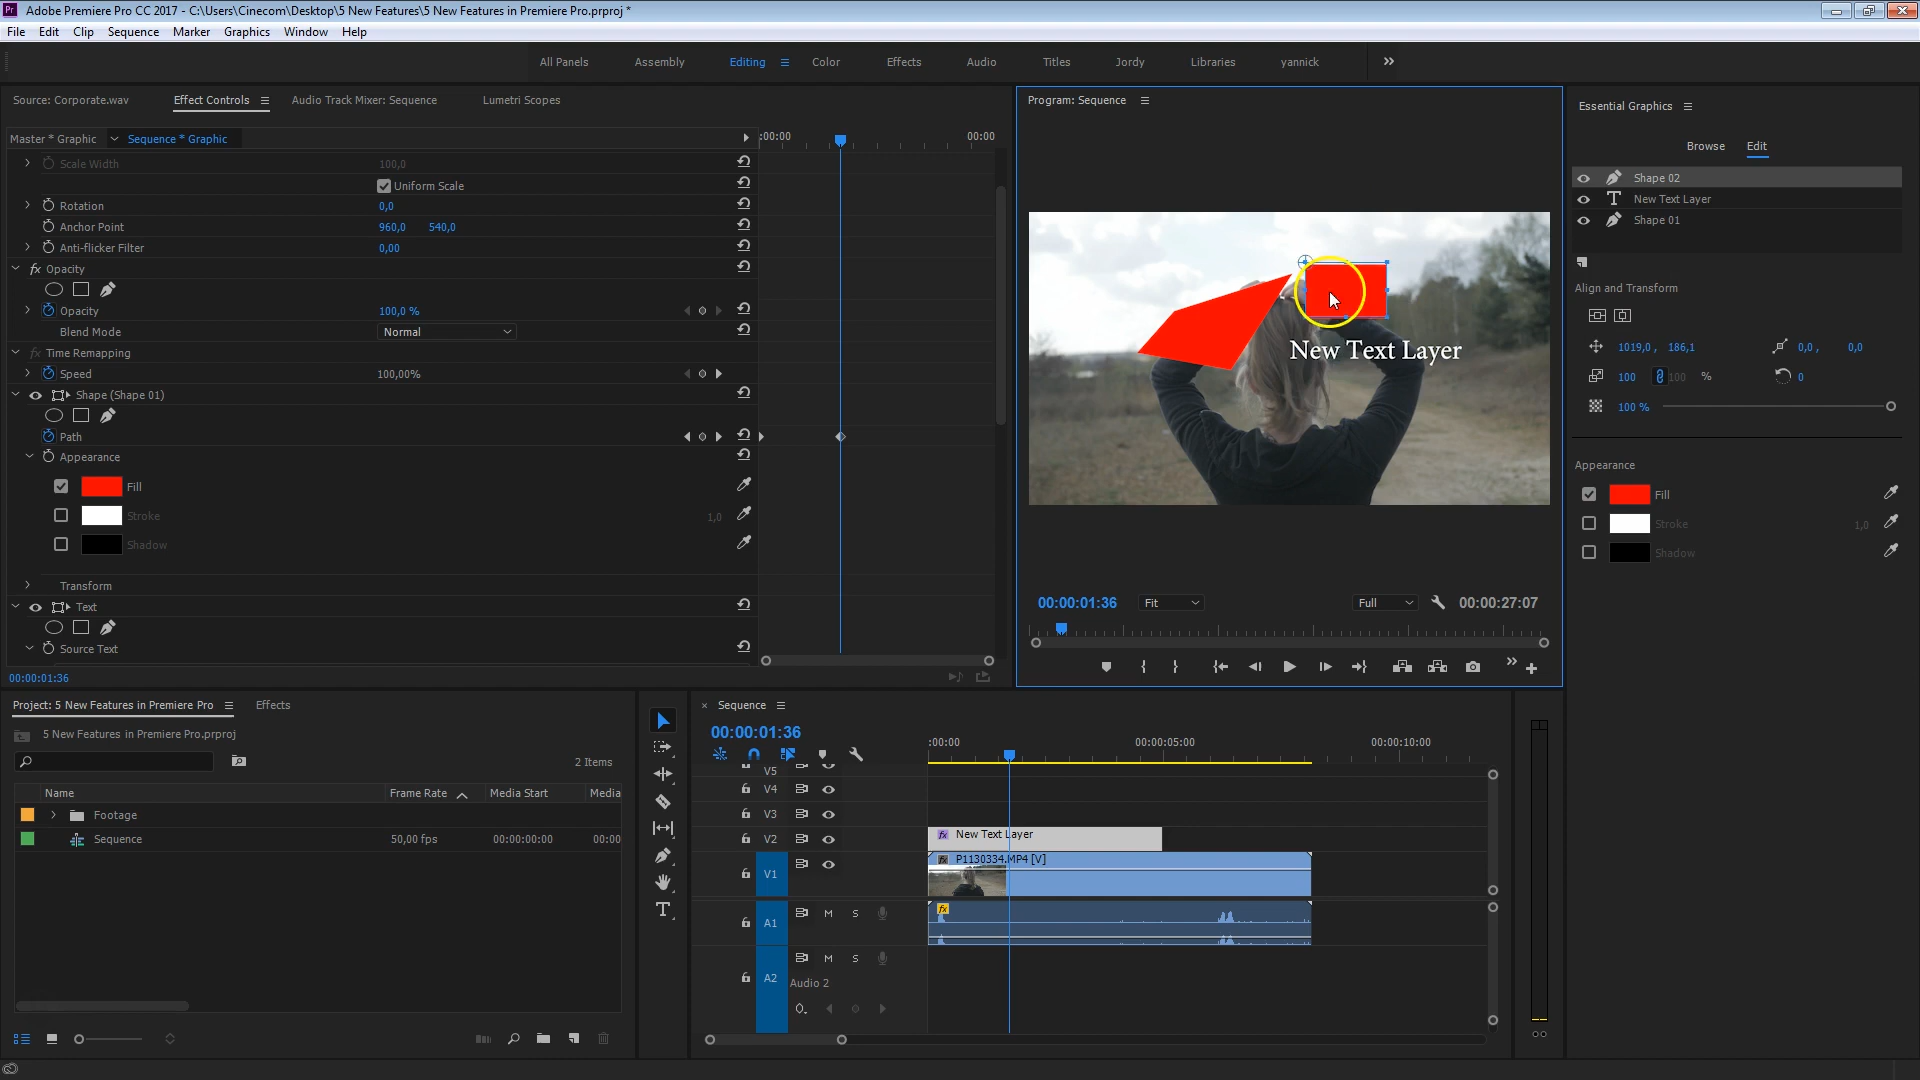 Pr Adobe Premiere Pro CC 2017 - C:\Users\Cinecom\Desktop\5 New Features\5 New Features in Premiere Pro.prproj *
File Edit Clip Sequence Marker Graphics Window Help
All Panels Assembly Editing Color Effects Audio Titles Jordy Libraries yannick
Source: Corporate.wav Effect Controls Audio Track Mixer: Sequence Lumetri Scopes
Master * Graphic Sequence * Graphic
:00:00 00:00
Scale Width 100,0
Uniform Scale
Rotation 0,0
Anchor Point 960,0 540,0
Anti-flicker Filter 0,00
fx Opacity
Opacity 100,0 %
Blend Mode Normal
fx Time Remapping
Speed 100,00%
Shape (Shape 01)
Path
Appearance
Fill
Stroke 1,0
Shadow
Transform
Text
Source Text
00:00:01:36
Program: Sequence
New Text Layer
00:00:01:36 Fit Full 00:00:27:07
Essential Graphics
Browse Edit
Shape 02
T New Text Layer
Shape 01
Align and Transform
1019,0 , 186,1 0,0 , 0,0
100 100 % 0
100 %
Appearance
Fill
Stroke 1,0
Shadow
Project: 5 New Features in Premiere Pro Effects
5 New Features in Premiere Pro.prproj
2 Items
Name Frame Rate Media Start Media
Footage
Sequence 50,00 fps 00:00:00:00 00:00
T
× Sequence
00:00:01:36
:00:00 00:00:05:00 00:00:10:00
V5
V4
V3
V2 fx New Text Layer
V1 fx P1130334.MP4 [V]
A1 M S fx
A2 M S
Audio 2